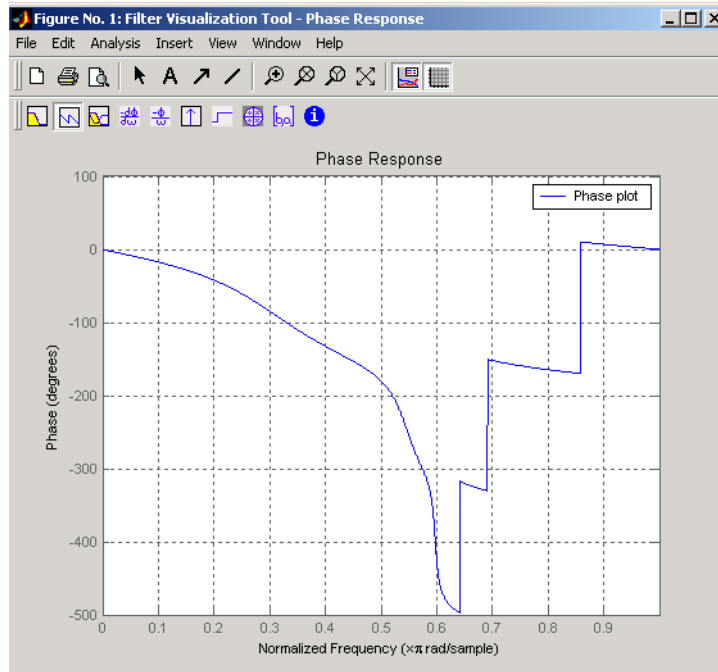 Figure No. 1: Filter Visualization Tool - Phase Response
File Edit Analysis Insert View Window Help
A
Phase Response
Phase plot
100
0
-100
-200
-300
-400
-500
Phase (degrees)
0 0.1 0.2 0.3 0.4 0.5 0.6 0.7 0.8 0.9
Normalized Frequency (×π rad/sample)